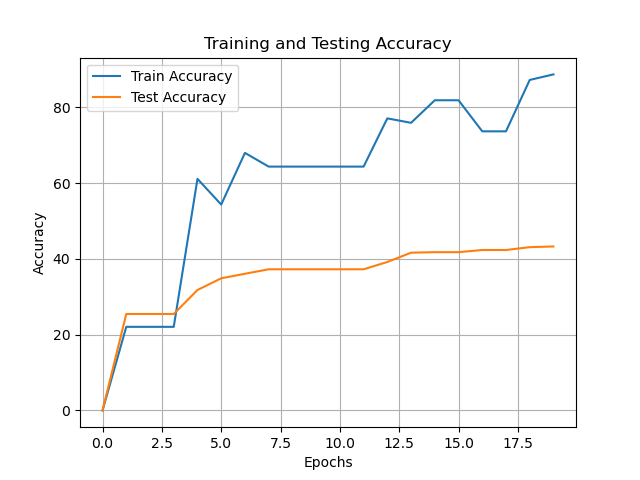 Training and Testing Accuracy
Train Accuracy
Test Accuracy
80
60
40
20
0
Accuracy
0.0 2.5 5.0 7.5 10.0 12.5 15.0 17.5
Epochs